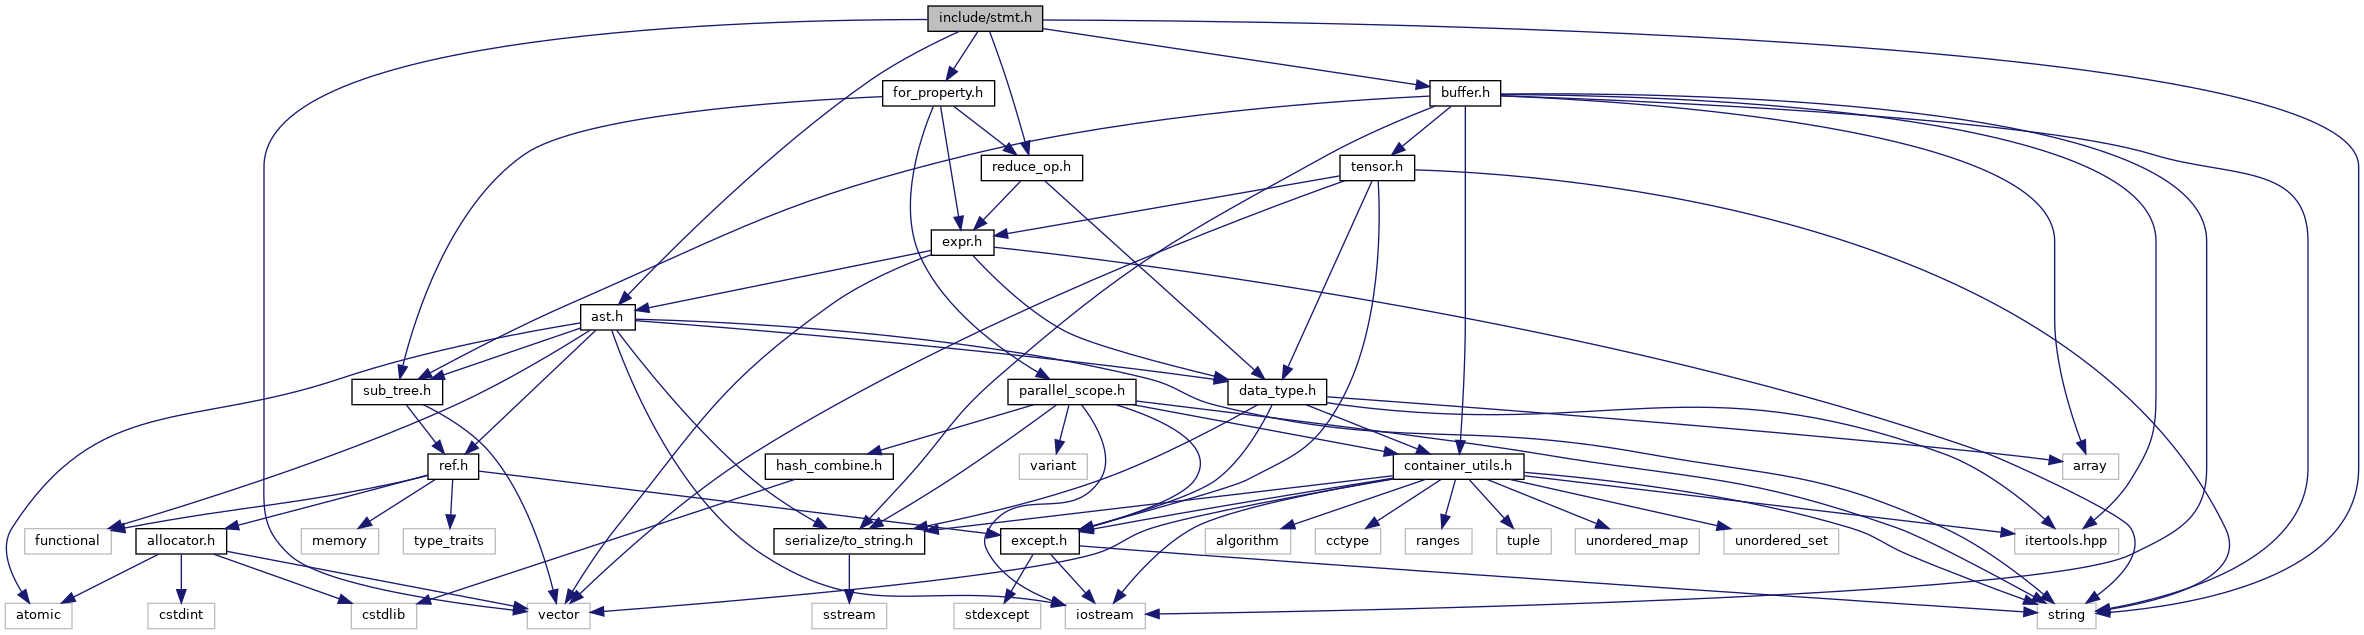 include/stmt.h
for_property.h
buffer.h
reduce_op.h
tensor.h
expr.h
ast.h
sub_tree.h
parallel_scope.h
data_type.h
ref.h
hash_combine.h
variant
container_utils.h
array
functional
allocator.h
memory
type_traits
serialize/to_string.h
except.h
algorithm
cctype
ranges
tuple
unordered_map
unordered_set
itertools.hpp
atomic
cstdint
cstdlib
vector
sstream
stdexcept
iostream
string